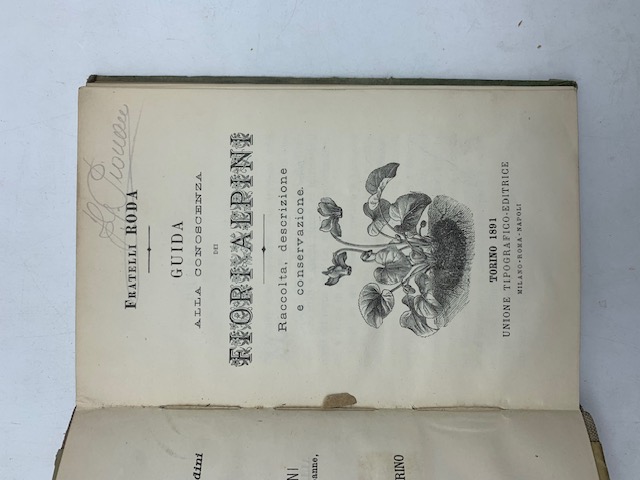 FRATELLI RODA
GUIDA
ALLA CONOSCENZA
DEI
FIORI ALPINI
Raccolta, descrizione
e conservazione.
TORINO 1891
UNIONE TIPOGRAFICO-EDITRICE
MILANO-ROMA-NAPOLI